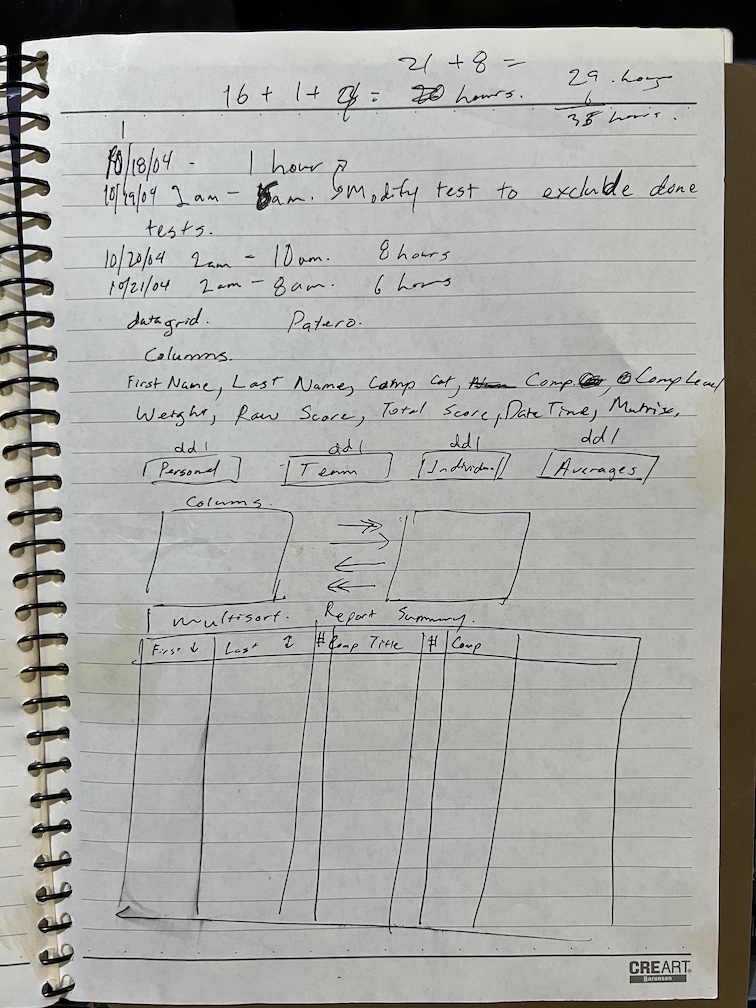 21 + 8 =
16 + 1 + 4 = hours.
29 hours
6
35 hours.
10/18/04 - 1 hour
10/19/04 2am - 5am. Modify test to exclude done
tests.
10/20/04 2am - 10am. 8 hours
10/21/04 2am - 8am. 6 hours
datagrid. Patero.
Columns.
First Name, Last Name, Comp Cat, Comp Comp Level
Weight, Raw Score, Total Score, Date Time, Matrix,
ddl ddl ddl ddl
Personal Team Individual Averages
Colums.
multisort. Report Summary.
First ↓ Last ↕ # Comp Title # Comp
CREART
Barunson